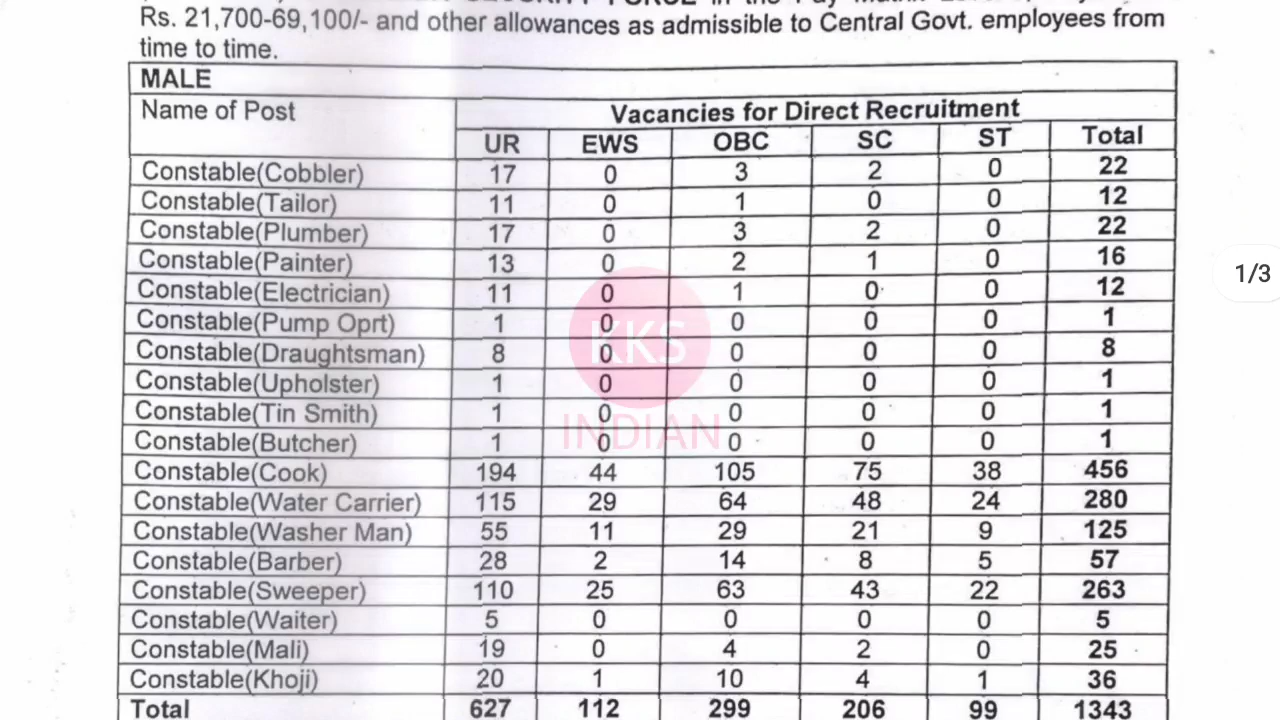 Rs. 21,700-69,100/- and other allowances as admissible to Central Govt. employees from
time to time.
MALE
Name of Post Vacancies for Direct Recruitment
UR EWS OBC SC ST Total
Constable(Cobbler) 17 0 3 2 0 22
Constable(Tailor) 11 0 1 0 0 12
Constable(Plumber) 17 0 3 2 0 22
Constable(Painter) 13 0 2 1 0 16
Constable(Electrician) 11 0 1 0 0 12
Constable(Pump Oprt) 1 0 0 0 0 1
Constable(Draughtsman) 8 0 0 0 0 8
Constable(Upholster) 1 0 0 0 0 1
Constable(Tin Smith) 1 0 0 0 0 1
Constable(Butcher) 1 0 0 0 0 1
Constable(Cook) 194 44 105 75 38 456
Constable(Water Carrier) 115 29 64 48 24 280
Constable(Washer Man) 55 11 29 21 9 125
Constable(Barber) 28 2 14 8 5 57
Constable(Sweeper) 110 25 63 43 22 263
Constable(Waiter) 5 0 0 0 0 5
Constable(Mali) 19 0 4 2 0 25
Constable(Khoji) 20 1 10 4 1 36
Total 627 112 299 206 99 1343
KKS
INDIAN
1/3